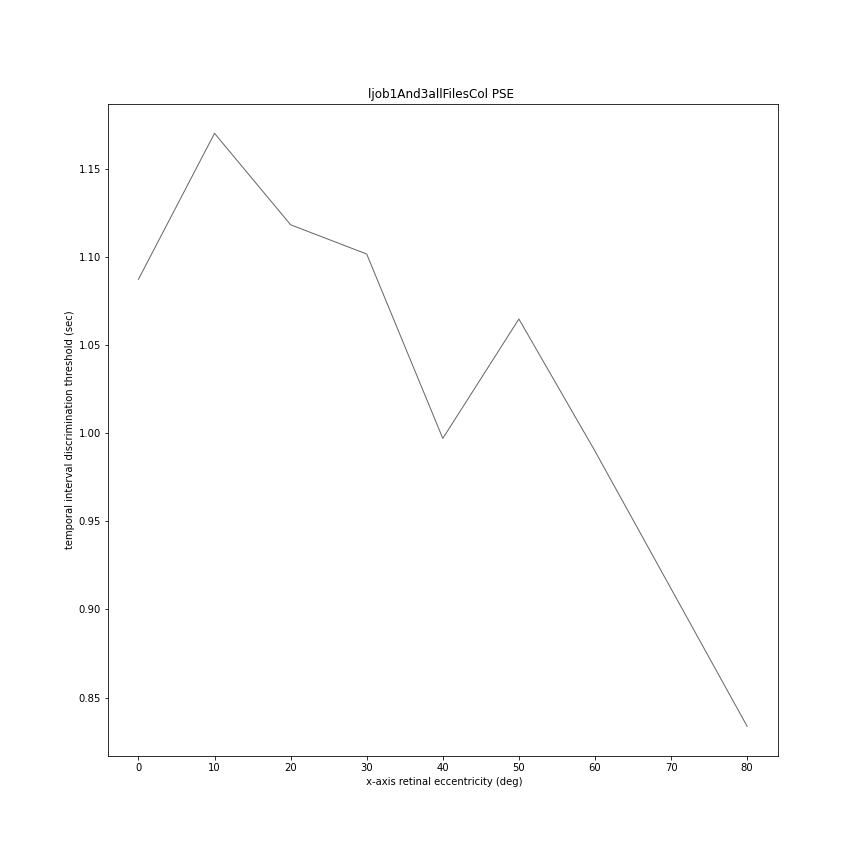 ljob1And3allFilesCol PSE
temporal interval discrimination threshold (sec)
1.15
1.10
1.05
1.00
0.95
0.90
0.85
0 10 20 30 40 50 60 70 80
x-axis retinal eccentricity (deg)